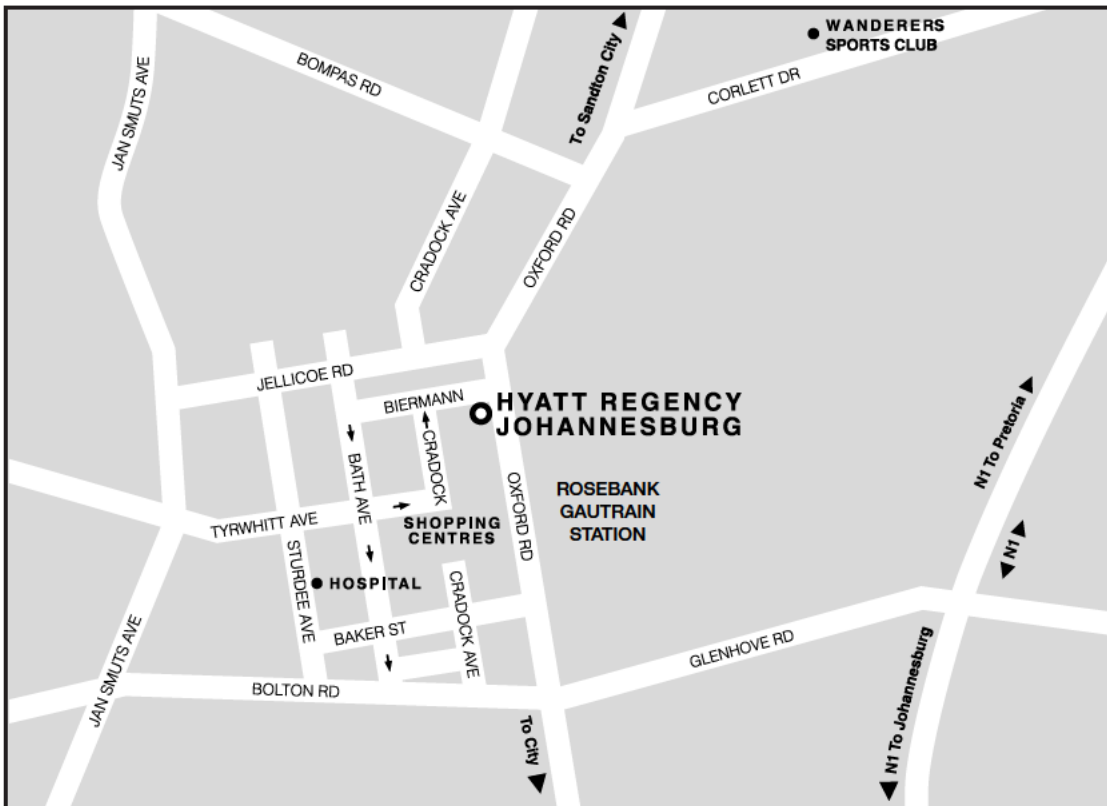 WANDERERS
SPORTS CLUB
BOMPAS RD
To Sandton City
CORLETT DR
JAN SMUTS AVE
CRADOCK AVE
OXFORD RD
JELLICOE RD
BIERMANN
HYATT REGENCY
JOHANNESBURG
N1 To Pretoria
BATH AVE
CRADOCK
OXFORD RD
ROSEBANK
GAUTRAIN
STATION
TYRWHITT AVE
SHOPPING
CENTRES
N1
STURDEE AVE
HOSPITAL
CRADOCK AVE
BAKER ST
GLENHOVE RD
JAN SMUTS AVE
BOLTON RD
To City
N1 To Johannesburg